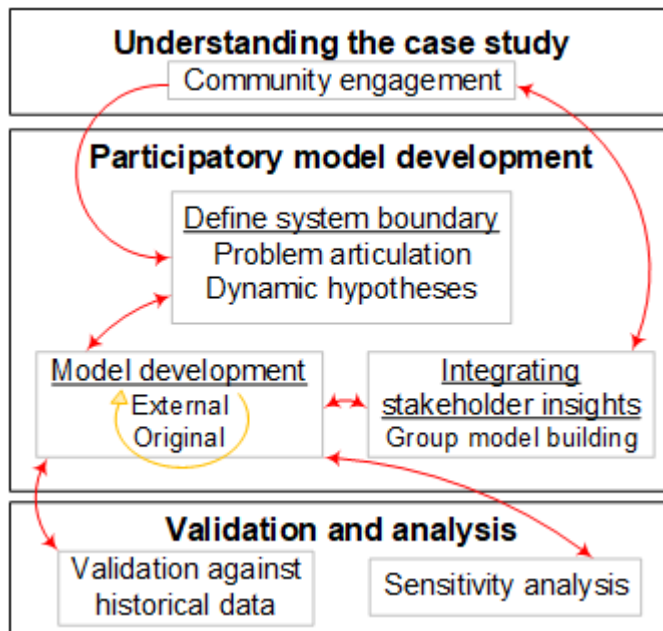 Understanding the case study
Community engagement
Participatory model development
Define system boundary
Problem articulation
Dynamic hypotheses
Model development
External
Original
Integrating
stakeholder insights
Group model building
Validation and analysis
Validation against
historical data
Sensitivity analysis